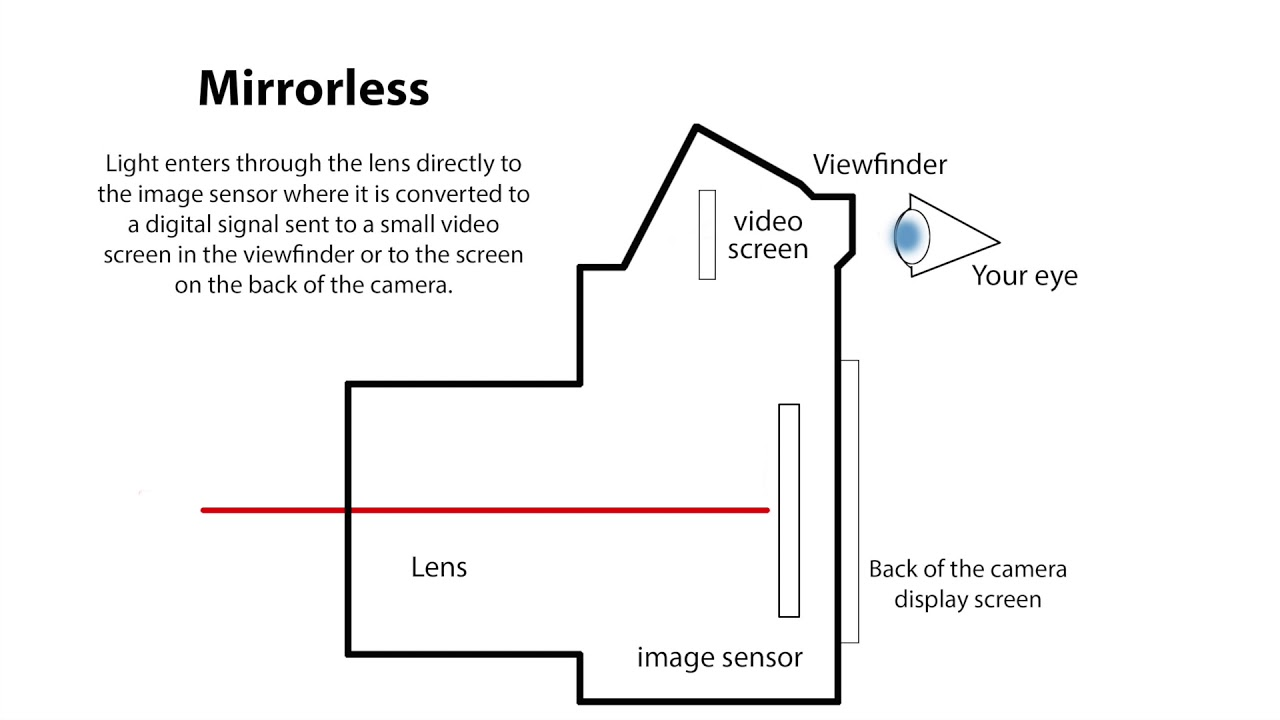 Mirrorless
Light enters through the lens directly to
the image sensor where it is converted to
a digital signal sent to a small video
screen in the viewfinder or to the screen
on the back of the camera.
Viewfinder
video
screen
Your eye
Lens
Back of the camera
display screen
image sensor